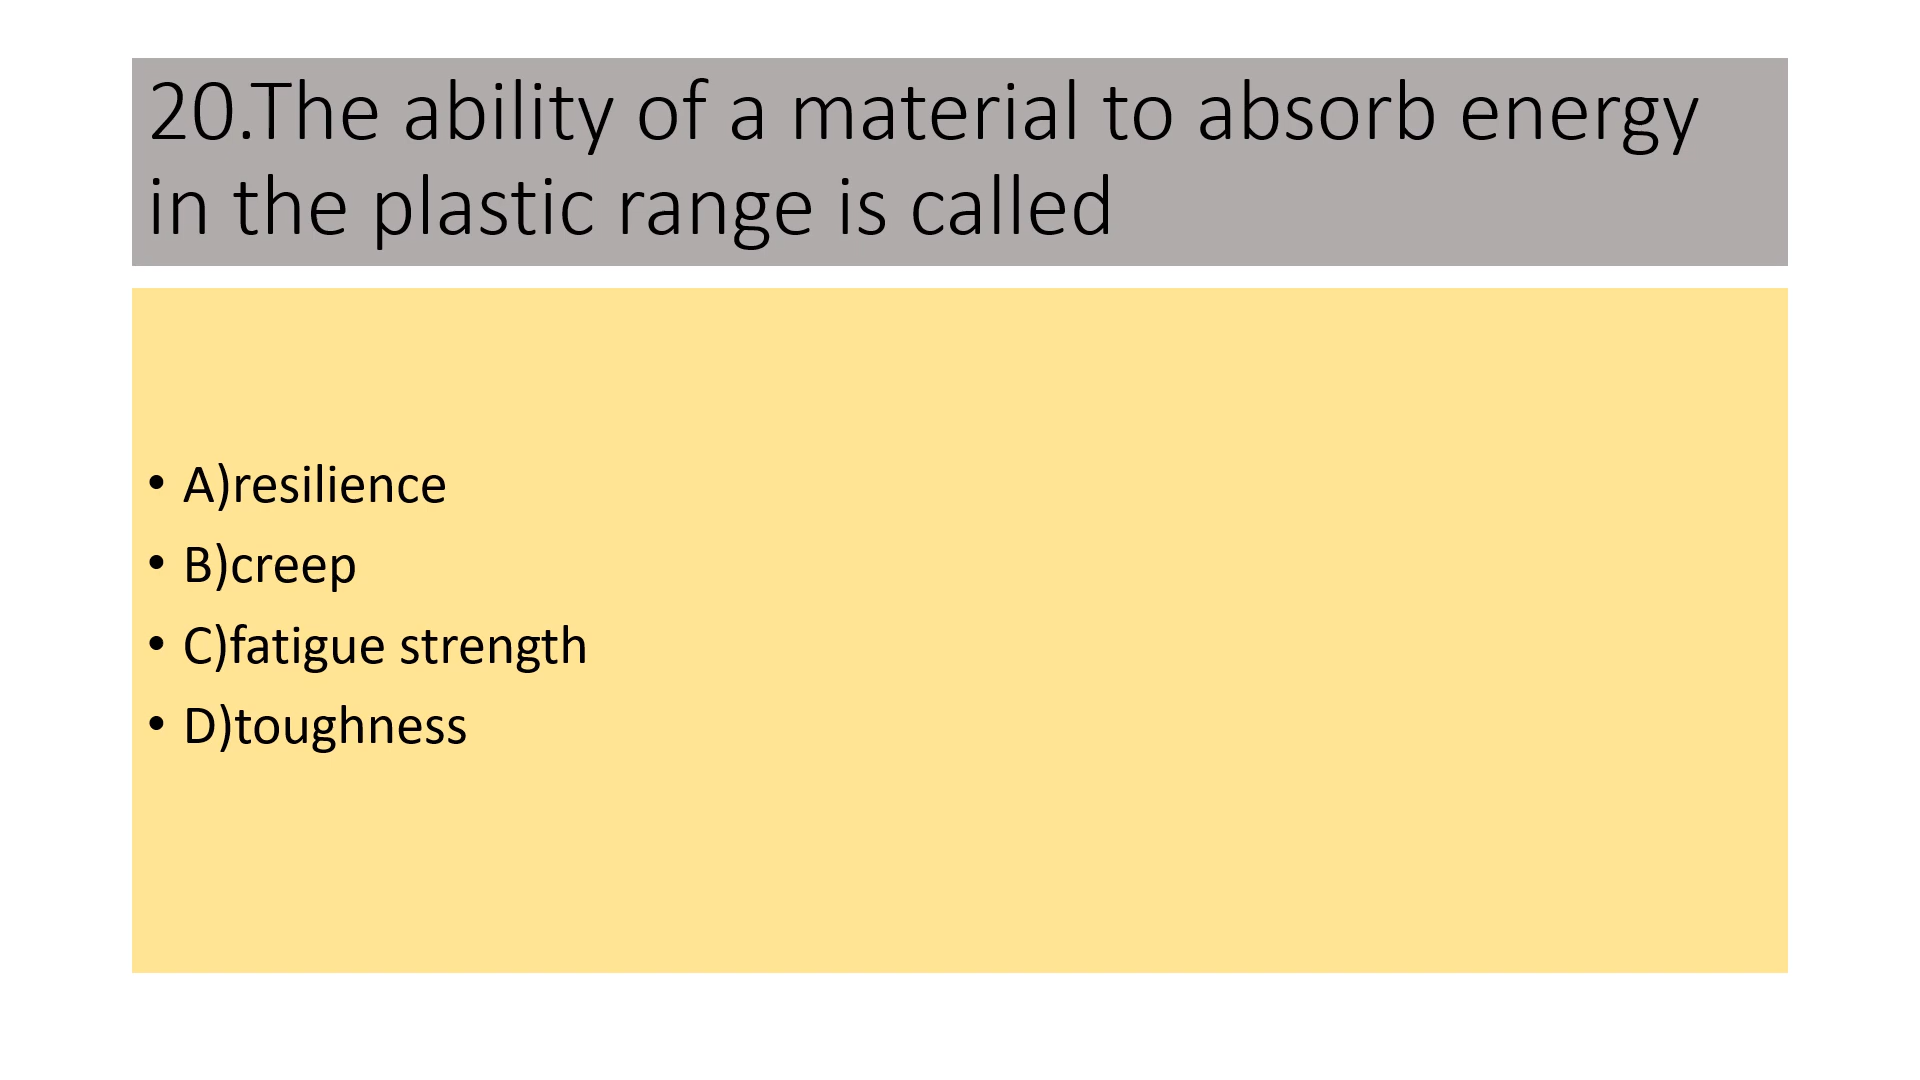 20.The ability of a material to absorb energy
in the plastic range is called
• A)resilience
• B)creep
• C)fatigue strength
• D)toughness